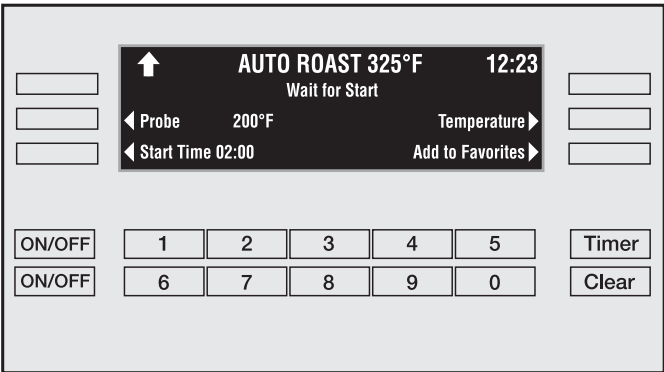 AUTO ROAST 325°F 12:23
Wait for Start
Probe 200°F Temperature
Start Time 02:00 Add to Favorites
ON/OFF 1 2 3 4 5 Timer
ON/OFF 6 7 8 9 0 Clear